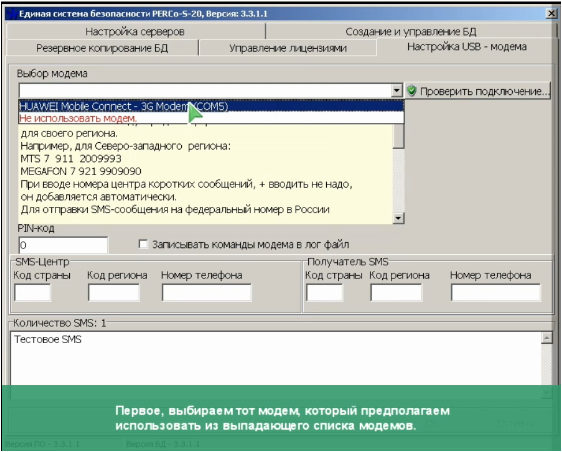 Единая система безопасности PERCo-S-20, Версия: 3.3.1.1
Настройка серверов
Создание и управление БД
Резервное копирование БД
Управление лицензиями
Настройка USB - модема
Выбор модема
Проверить подключение...
HUAWEI Mobile Connect - 3G Modem (COM5)
Не использовать модем.
для своего региона.
Например, для Северо-западного региона:
MTS 7 911 2009993
MEGAFON 7 921 9909090
При вводе номера центра коротких сообщений, + вводить не надо,
он добавляется автоматически.
Для отправки SMS-сообщения на федеральный номер в России
PIN-код
0
Записывать команды модема в лог файл
SMS-Центр
Получатель SMS
Код страны Код региона Номер телефона
Код страны Код региона Номер телефона
Количество SMS: 1
Тестовое SMS
Первое, выбираем тот модем, который предполагаем
использовать из выпадающего списка модемов.
Версия ПО - 3.3.1.1
Версия БД - 3.3.1.1